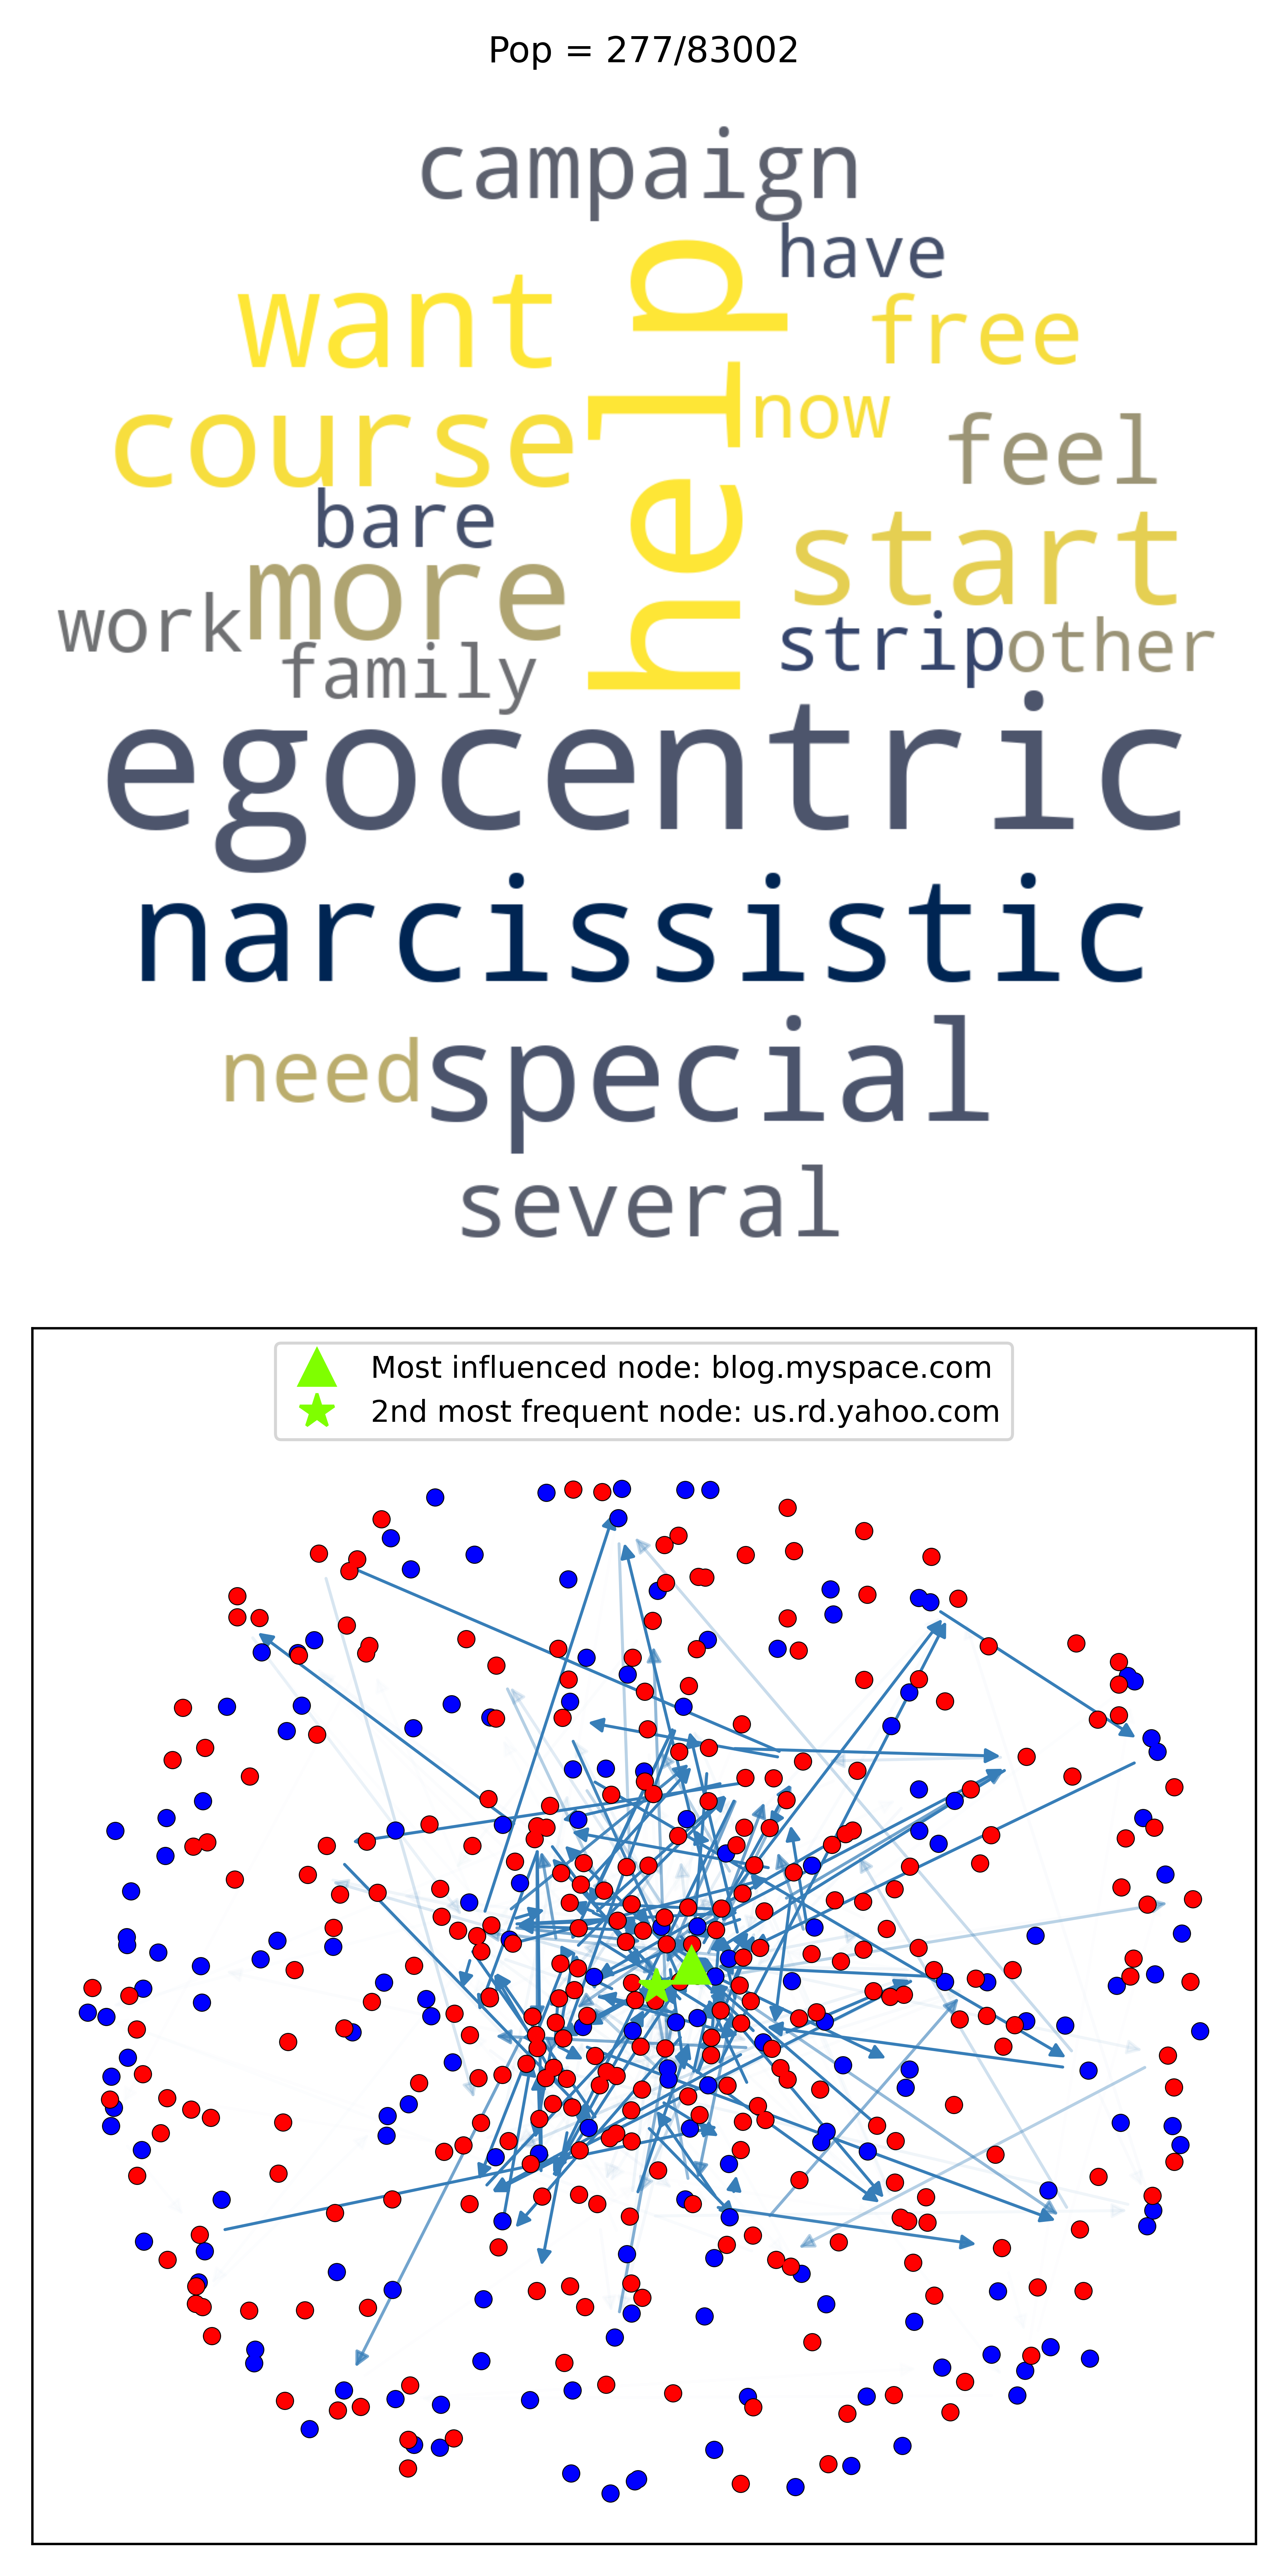 Pop = 277/83002
campaign
have
want
help
free
course
now
feel
bare
start
more
work
strip
other
family
egocentric
narcissistic
need
special
several
Most influenced node: blog.myspace.com
2nd most frequent node: us.rd.yahoo.com